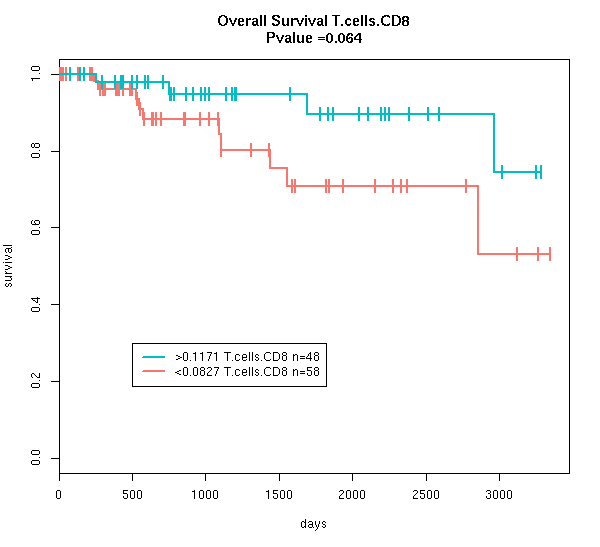 Overall Survival T.cells.CD8
Pvalue =0.064
1.0
0.8
0.6
0.4
0.2
0.0
survival
>0.1171 T.cells.CD8 n=48
<0.0827 T.cells.CD8 n=58
0 500 1000 1500 2000 2500 3000
days